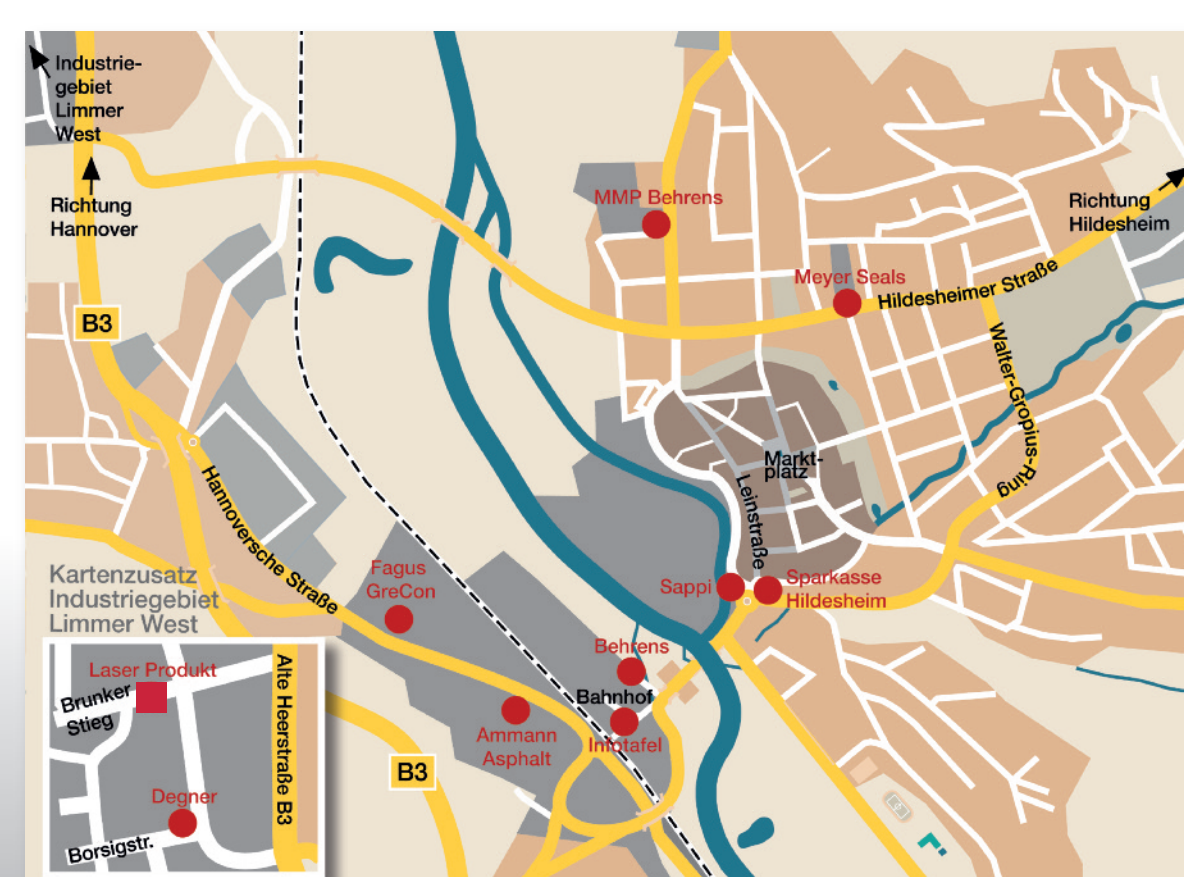 Industrie-
gebiet
Limmer
West
Richtung
Hannover
B3
MMP Behrens
Richtung
Hildesheim
Meyer Seals
Hildesheimer Straße
Walter-Gropius-Ring
Markt-
platz
Leinstraße
Hannoversche Straße
Fagus
GreCon
Sappi
Sparkasse
Hildesheim
Behrens
Bahnhof
Infotafel
Ammann
Asphalt
B3
Kartenzusatz
Industriegebiet
Limmer West
Laser Produkt
Brunker
Stieg
Alte Heerstraße B3
Degner
Borsigstr.